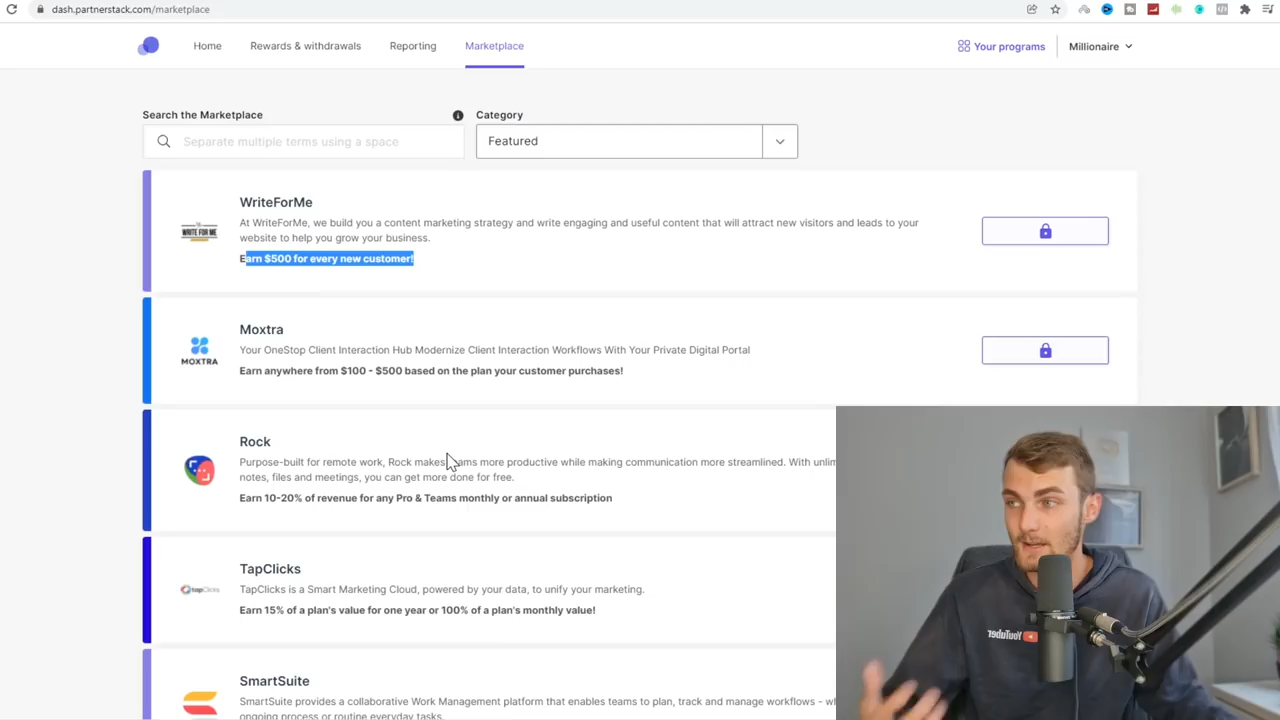 dash.partnerstack.com/marketplace
Home
Rewards & withdrawals
Reporting
Marketplace
Your programs
Millionaire
Search the Marketplace
Category
Separate multiple terms using a space
Featured
WriteForMe
At WriteForMe, we build you a content marketing strategy and write engaging and useful content that will attract new visitors and leads to your
website to help you grow your business.
Earn $500 for every new customer!
WRITE FOR ME
Moxtra
Your OneStop Client Interaction Hub Modernize Client Interaction Workflows With Your Private Digital Portal
Earn anywhere from $100 - $500 based on the plan your customer purchases!
MOXTRA
Rock
Purpose-built for remote work, Rock makes teams more productive while making communication more streamlined. With unlim
notes, files and meetings, you can get more done for free.
Earn 10-20% of revenue for any Pro & Teams monthly or annual subscription
TapClicks
TapClicks is a Smart Marketing Cloud, powered by your data, to unify your marketing.
Earn 15% of a plan's value for one year or 100% of a plan's monthly value!
tapClicks
YouTuber
SmartSuite
SmartSuite provides a collaborative Work Management platform that enables teams to plan, track and manage workflows - wh
ongoing process or routine everyday tasks.